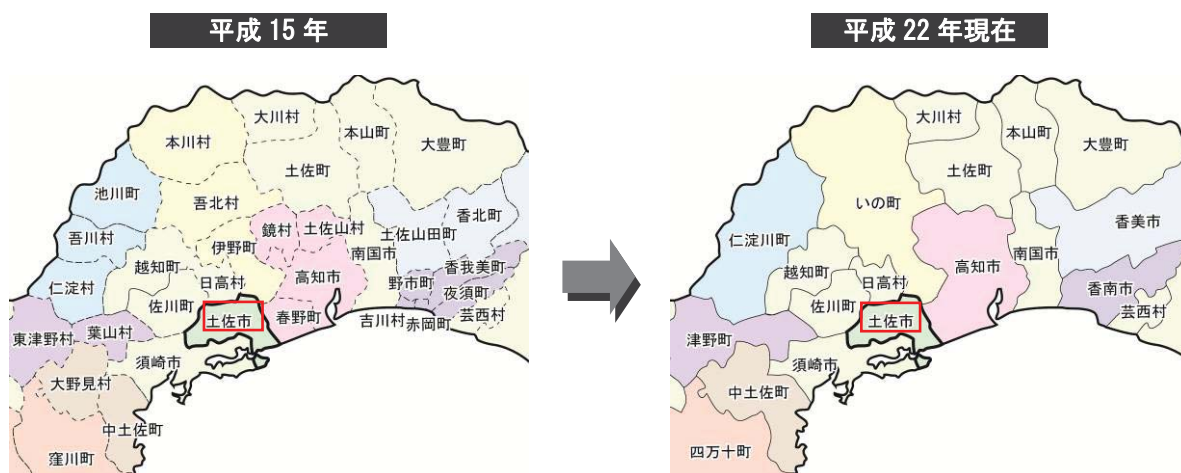 平成 15 年
平成 22 年現在
大川村
本山町
大豊町
本川村
土佐町
池川町
吾北村
香北町
鏡村
土佐山村
土佐山田町
吾川村
伊野町
南国市
越知町
香我美町
日高村
高知市
野市町
仁淀村
夜須町
佐川町
春野町
芸西村
土佐市
吉川村
赤岡町
東津野村
葉山村
須崎市
大野見村
中土佐町
窪川町
大川村
本山町
大豊町
土佐町
いの町
香美市
仁淀川町
南国市
越知町
高知市
日高村
香南市
佐川町
芸西村
土佐市
津野町
須崎市
中土佐町
四万十町